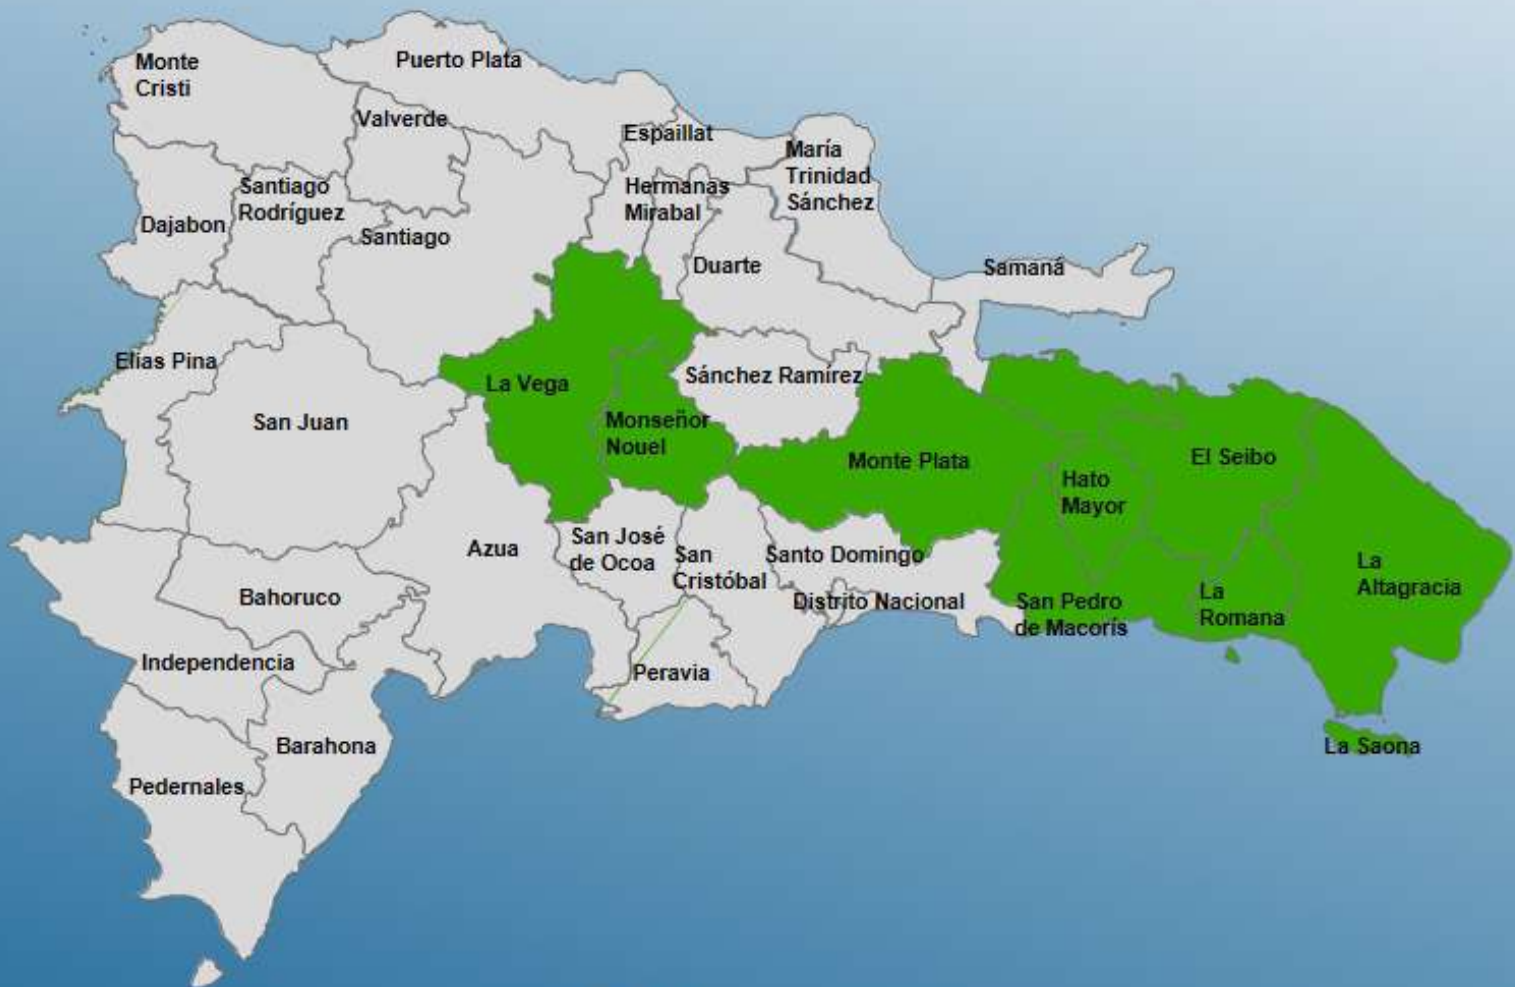 Monte
Cristi
Puerto Plata
Valverde
Espaillat
María
Trinidad
Sánchez
Santiago
Rodríguez
Hermanas
Mirabal
Dajabon
Santiago
Duarte
Samaná
Elias Pina
La Vega
Sánchez Ramírez
San Juan
Monseñor
Nouel
Monte Plata
El Seibo
Hato
Mayor
Azua
San José
de Ocoa
San
Cristóbal
Santo Domingo
La
Altagracia
Bahoruco
Distrito Nacional
San Pedro
de Macorís
La
Romana
Independencia
Peravia
Barahona
La Saona
Pedernales